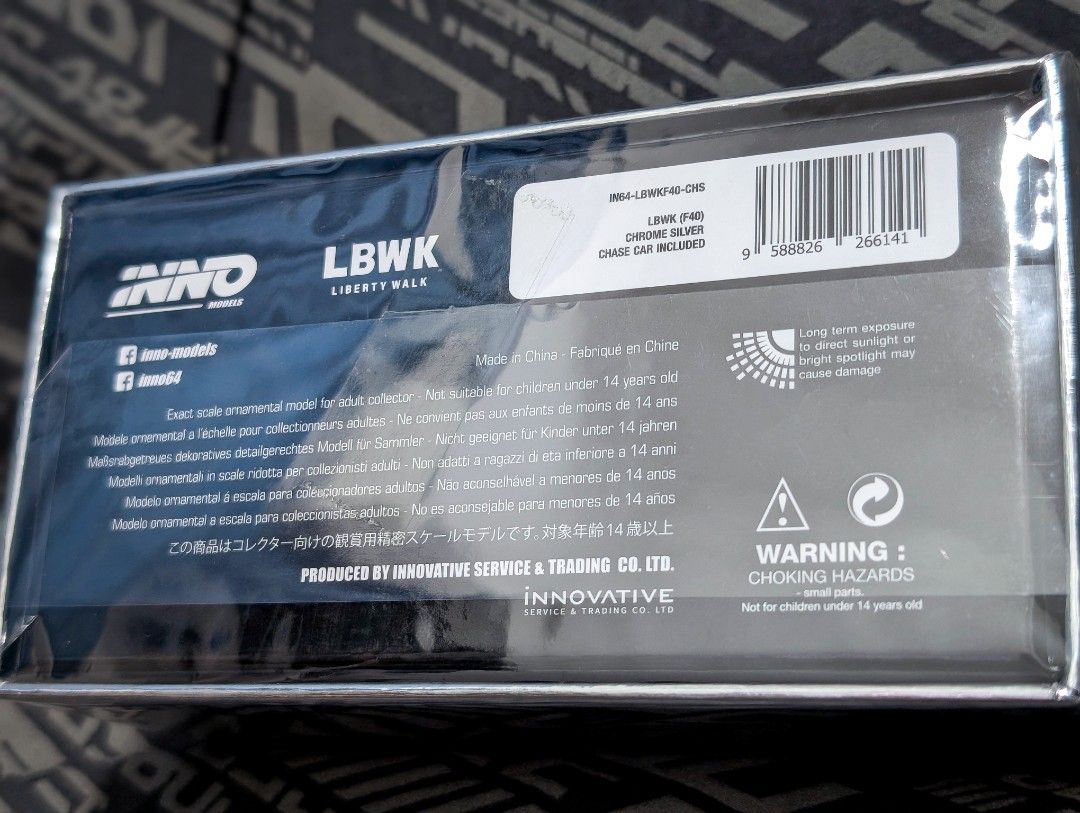 INNO
MODELS
LBWK
LIBERTY WALK
IN64-LBWKF40-CHS
LBWK (F40)
CHROME SILVER
CHASE CAR INCLUDED
9 588826 266141
inno-models
inno64
Made in China - Fabriqué en Chine
Long term exposure
to direct sunlight or
bright spotlight may
cause damage
Exact scale ornamental model for adult collector - Not suitable for children under 14 years old
Modele ornemental a l'échelle pour collectionneurs adultes - Ne convient pas aux enfants de moins de 14 ans
Maßsrabgetreues dekoratives detailgerechtes Modell für Sammler - Nicht geeignet für Kinder unter 14 jahren
Modelli ornamentali in scale ridotta per collezionisti adulti - Non adatti a ragazzi di eta inferiore a 14 anni
Modelo ornamental á escala para coleucionadores adultos - Não aconselhável a menores de 14 anos
Modelo ornamental a escala para coleccionistas adultos - No es aconsejable para menores de 14 años
この商品はコレクター向けの観賞用精密スケールモデルです。対象年齢14歳以上
PRODUCED BY INNOVATIVE SERVICE & TRADING CO. LTD.
iNNOVATIVE
SERVICE & TRADING CO. LTD
WARNING :
CHOKING HAZARDS
- small parts.
Not for children under 14 years old